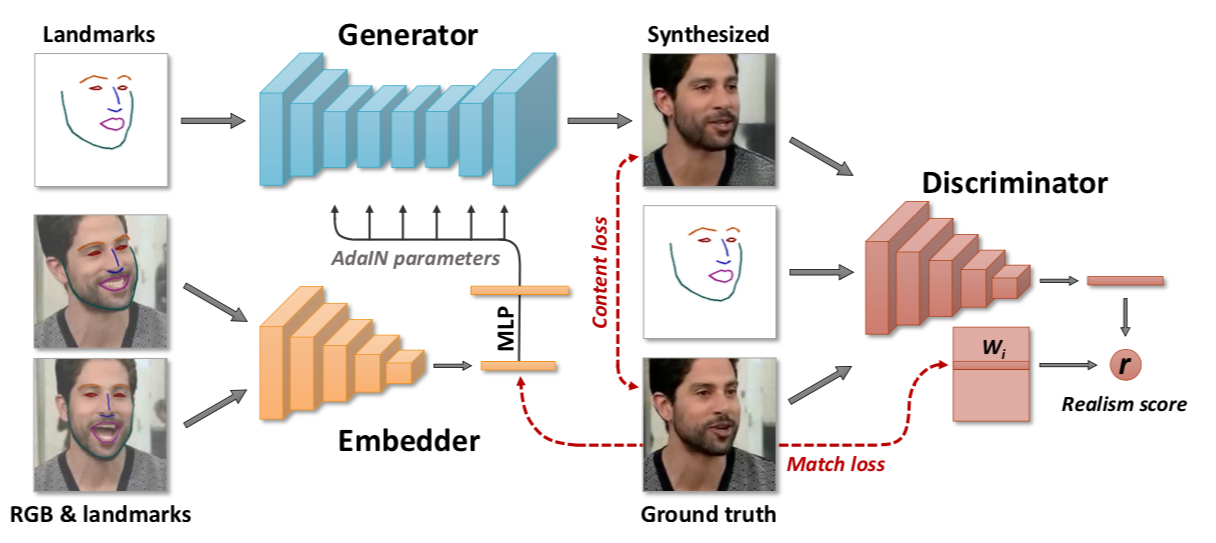 Landmarks
Generator
Synthesized
Discriminator
AdaIN parameters
MLP
Content loss
Embedder
W_i
r
Realism score
Match loss
RGB & landmarks
Ground truth